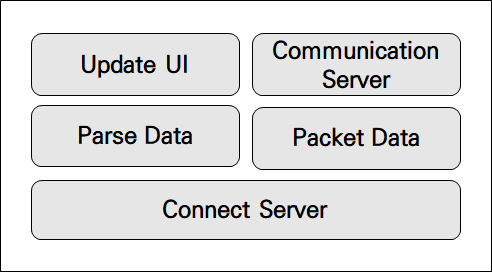 Update UI
Communication
Server
Parse Data
Packet Data
Connect Server